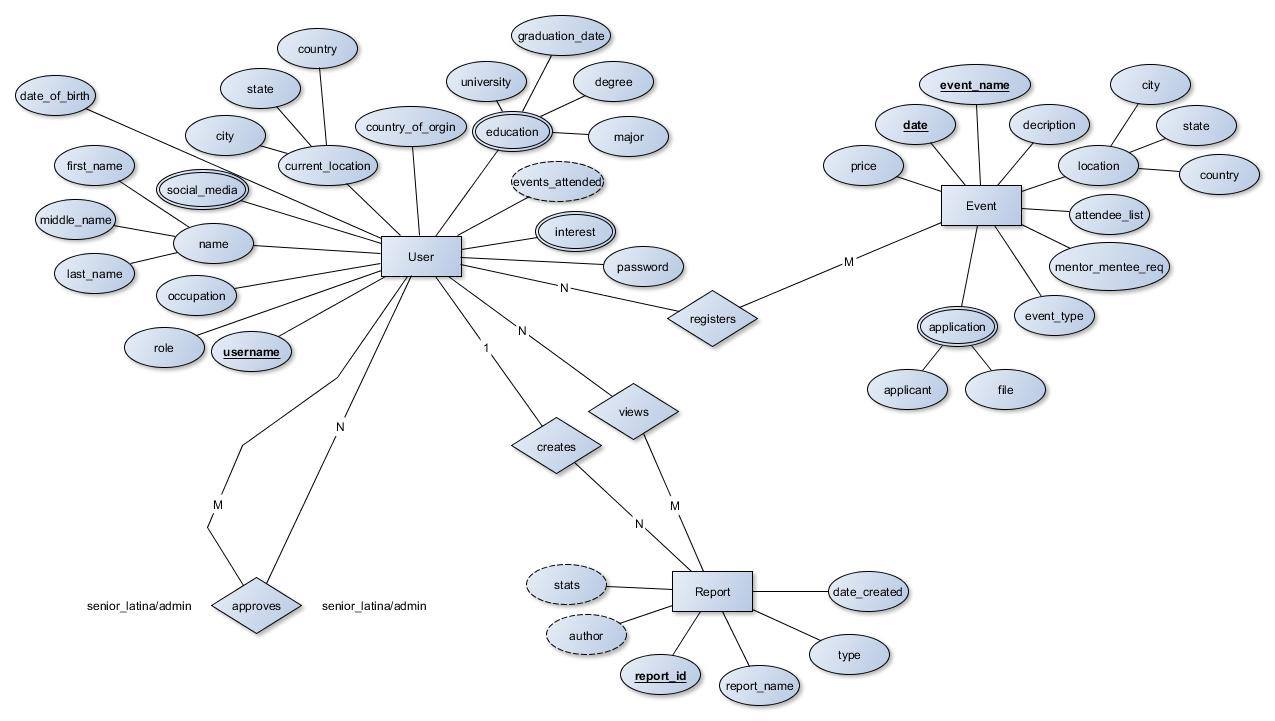 graduation_date
country
university
degree
state
date_of_birth
event_name
city
city
education
major
country_of_orgin
date
decription
state
current_location
first_name
price
location
country
social_media
events_attended
middle_name
attendee_list
name
interest
Event
User
password
mentor_mentee_req
last_name
M
N
occupation
registers
event_type
application
N
role
username
1
applicant
file
views
N
creates
M
M
N
stats
Report
date_created
senior_latina/admin
approves
senior_latina/admin
author
type
report_id
report_name